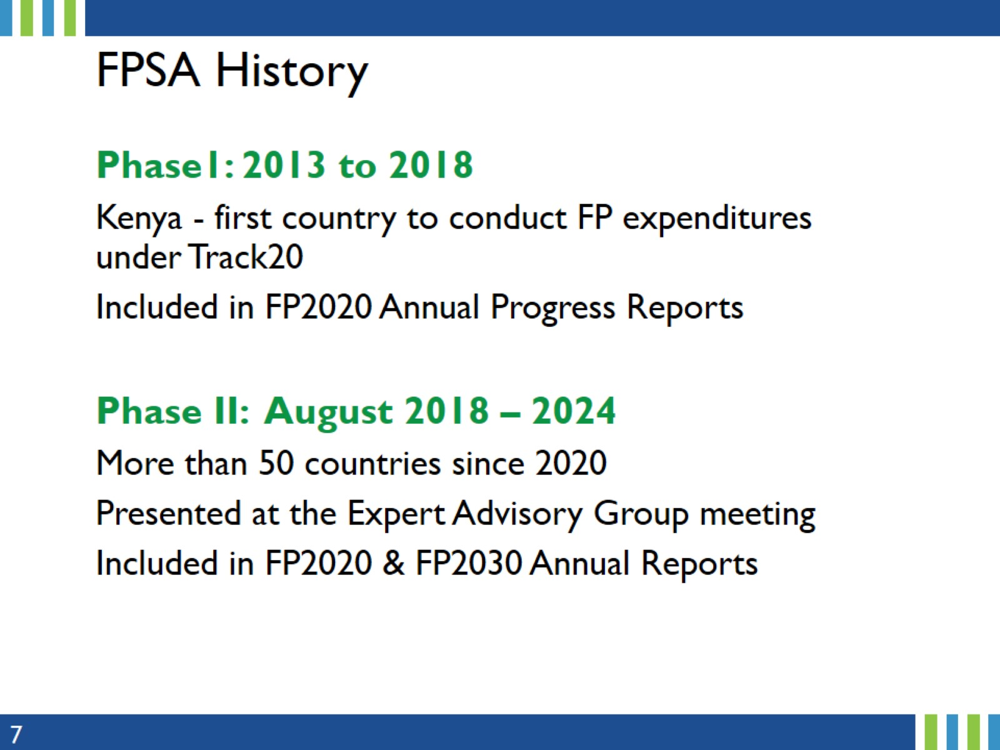 FPSA History
Phase1: 2013 to 2018
Kenya - first country to conduct FP expenditures
under Track20
Included in FP2020 Annual Progress Reports
Phase II: August 2018 – 2024
More than 50 countries since 2020
Presented at the Expert Advisory Group meeting
Included in FP2020 & FP2030 Annual Reports
7